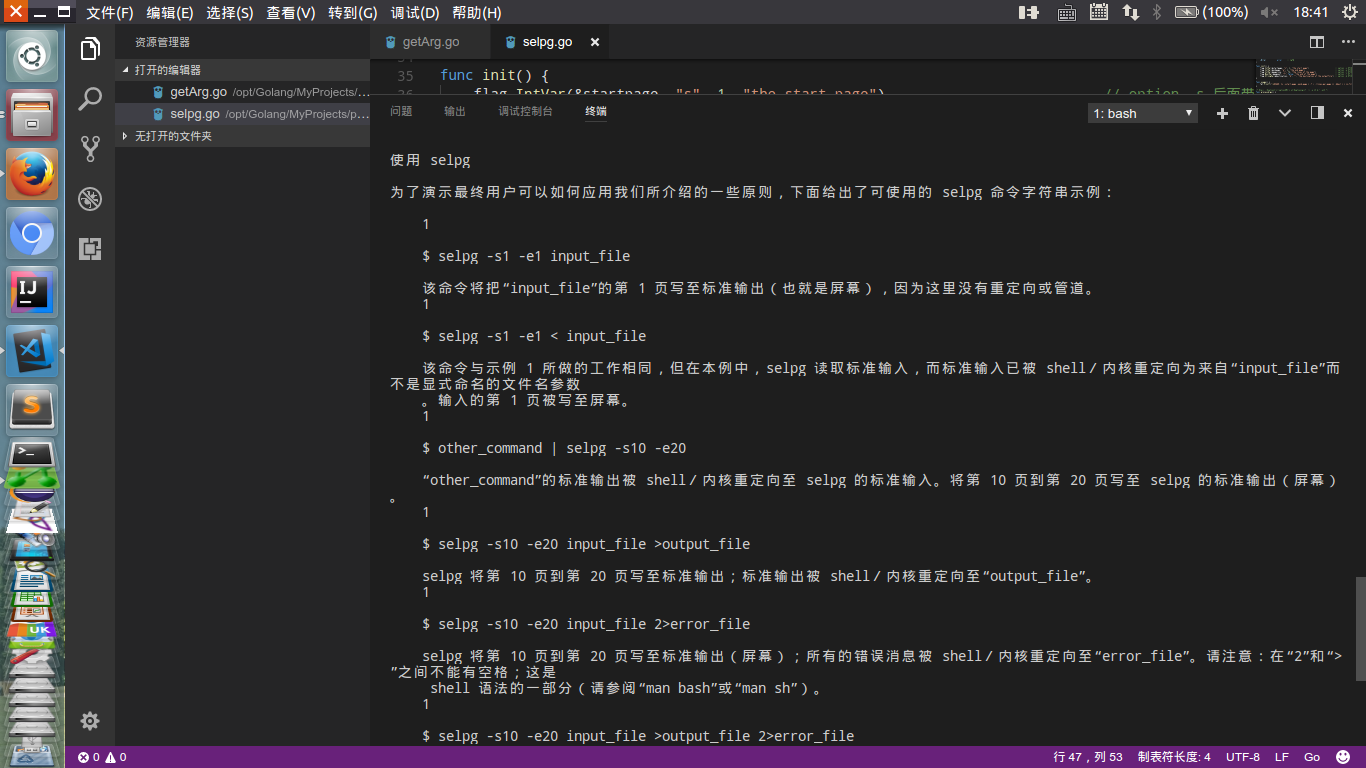 文件(F) 编辑(E) 选择(S) 查看(V) 转到(G) 调试(D) 帮助(H) (100%) 18:41
资源管理器
getArg.go selpg.go
打开的编辑器
getArg.go /opt/Golang/MyProjects/...
selpg.go /opt/Golang/MyProjects/p...
无打开的文件夹
35 func init() {
问题 输出 调试控制台 终端 1: bash
使用 selpg
为了演示最终用户可以如何应用我们所介绍的一些原则，下面给出了可使用的 selpg 命令字符串示例：
1
$ selpg -s1 -e1 input_file
该命令将把“input_file”的第 1 页写至标准输出（也就是屏幕），因为这里没有重定向或管道。
1
$ selpg -s1 -e1 < input_file
该命令与示例 1 所做的工作相同，但在本例中，selpg 读取标准输入，而标准输入已被 shell／内核重定向为来自“input_file”而
不是显式命名的文件名参数
。输入的第 1 页被写至屏幕。
1
$ other_command | selpg -s10 -e20
“other_command”的标准输出被 shell／内核重定向至 selpg 的标准输入。将第 10 页到第 20 页写至 selpg 的标准输出（屏幕）
。
1
$ selpg -s10 -e20 input_file >output_file
selpg 将第 10 页到第 20 页写至标准输出；标准输出被 shell／内核重定向至“output_file”。
1
$ selpg -s10 -e20 input_file 2>error_file
selpg 将第 10 页到第 20 页写至标准输出（屏幕）；所有的错误消息被 shell／内核重定向至“error_file”。请注意：在“2”和“>
”之间不能有空格；这是
shell 语法的一部分（请参阅“man bash”或“man sh”）。
1
$ selpg -s10 -e20 input_file >output_file 2>error_file
0 0 行 47，列 53 制表符长度: 4 UTF-8 LF Go